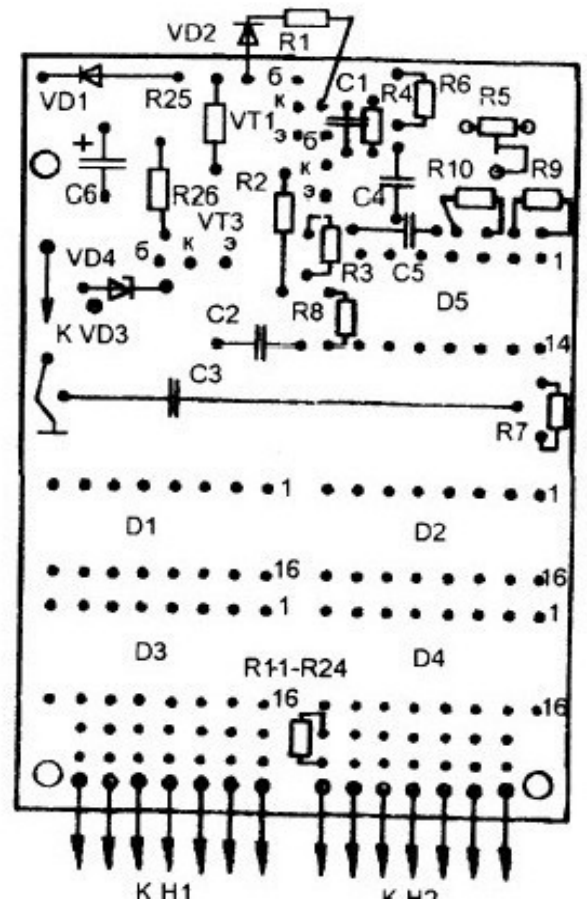 VD2
R1
VD1
R25
VT1
б
к
э
C1
б
к
э
R4
R6
R5
+
C6
R26
R2
C4
R10
R9
VT3
б
к
э
R3
C5
1
VD4
D5
K VD3
C2
R8
14
C3
R7
1
1
D1
D2
16
16
1
1
D3
R11-R24
D4
16
16
K H1
K H2